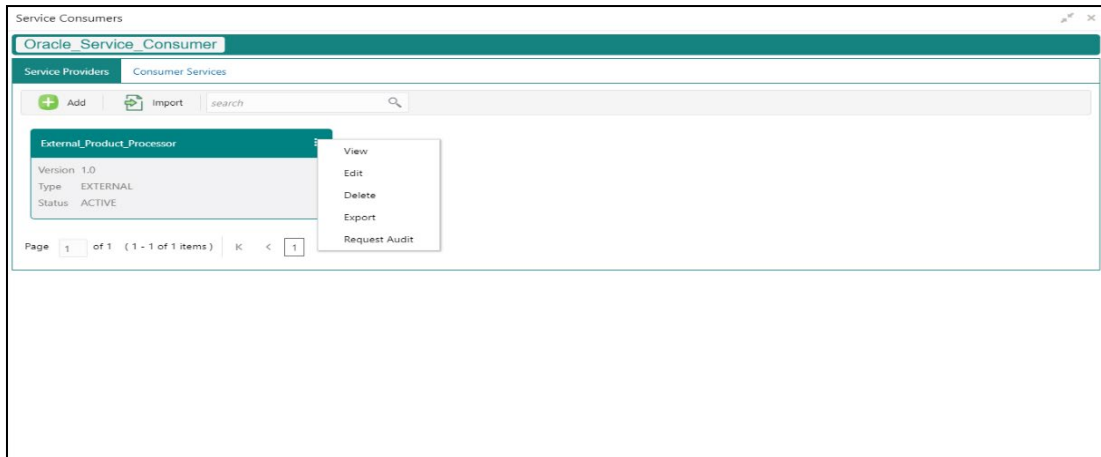 Service Consumers
Oracle_Service_Consumer
Service Providers Consumer Services
Add Import search
External_Product_Processor
Version 1.0
Type EXTERNAL
Status ACTIVE
View
Edit
Delete
Export
Request Audit
Page 1 of 1 ( 1 - 1 of 1 items ) K < 1